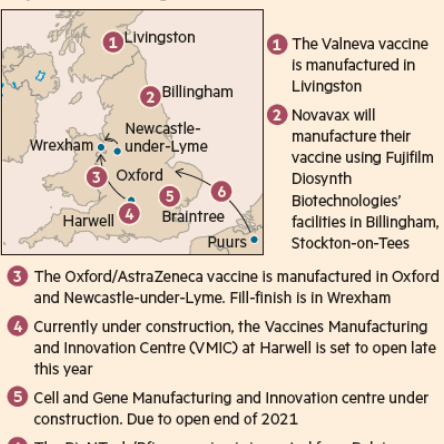 1 Livingston
2 Billingham
Newcastle-
under-Lyme
Wrexham
3 Oxford
5
6
4
Harwell
Braintree
Puurs
1 The Valneva vaccine
is manufactured in
Livingston
2 Novavax will
manufacture their
vaccine using Fujifilm
Diosynth
Biotechnologies’
facilities in Billingham,
Stockton-on-Tees
3 The Oxford/AstraZeneca vaccine is manufactured in Oxford
and Newcastle-under-Lyme. Fill-finish is in Wrexham
4 Currently under construction, the Vaccines Manufacturing
and Innovation Centre (VMIC) at Harwell is set to open late
this year
5 Cell and Gene Manufacturing and Innovation centre under
construction. Due to open end of 2021